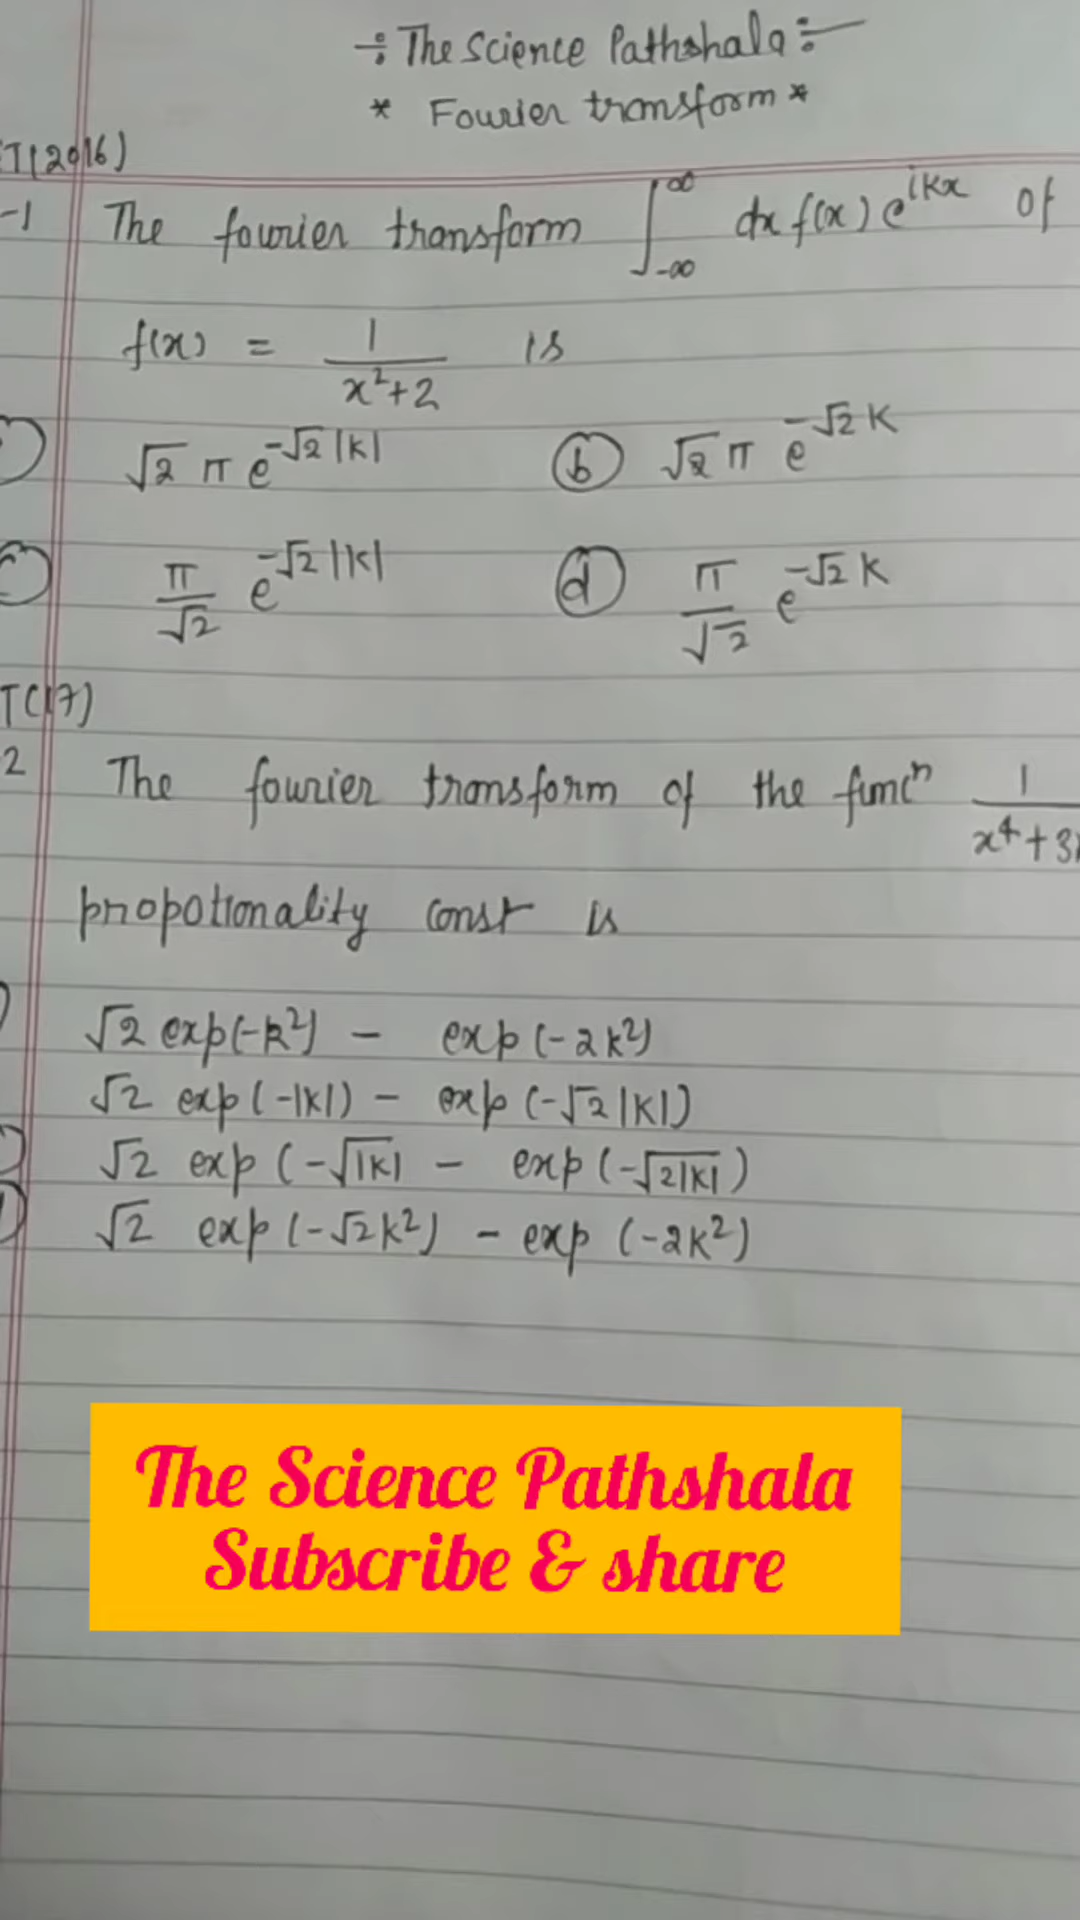 ÷ The Science Pathshala ÷
* Fourier transform *
T(2016)
-1 The fourier transform ∫_{-∞}^{∞} dx f(x) e^{ikx} of
f(x) = 1/(x²+2) is
√2 π e^{-√2|k|} (b) √2 π e^{-√2 k}
π/√2 e^{-√2|k|} (d) π/√2 e^{-√2 k}
T(17)
2 The fourier transform of the funcⁿ 1/(x⁴+3
propotionality const is
√2 exp(-k²) - exp(-2k²)
√2 exp(-|k|) - exp(-√2|k|)
√2 exp(-√|k| - exp(-√2|k|)
√2 exp(-√2k²) - exp(-2k²)
The Science Pathshala
Subscribe & share